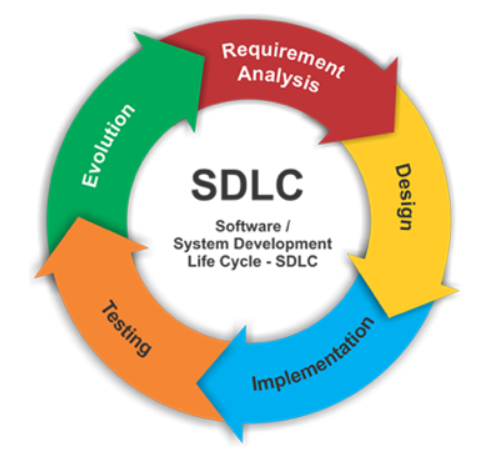 Requirement
Analysis
Design
Implementation
Testing
Evolution
SDLC
Software /
System Development
Life Cycle - SDLC